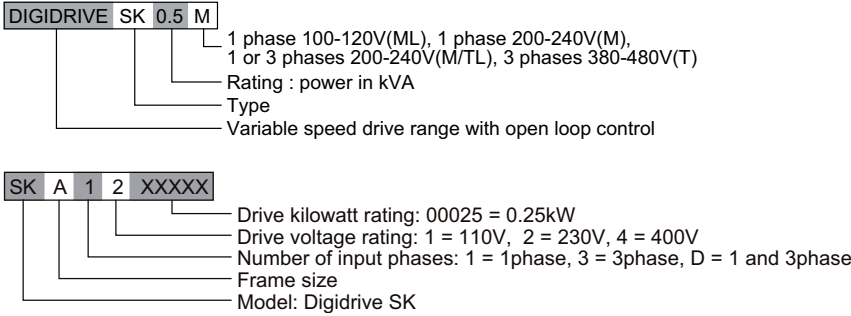 DIGIDRIVE SK 0.5 M
1 phase 100-120V(ML), 1 phase 200-240V(M),
1 or 3 phases 200-240V(M/TL), 3 phases 380-480V(T)
Rating : power in kVA
Type
Variable speed drive range with open loop control
SK A 1 2 XXXXX
Drive kilowatt rating: 00025 = 0.25kW
Drive voltage rating: 1 = 110V, 2 = 230V, 4 = 400V
Number of input phases: 1 = 1phase, 3 = 3phase, D = 1 and 3phase
Frame size
Model: Digidrive SK